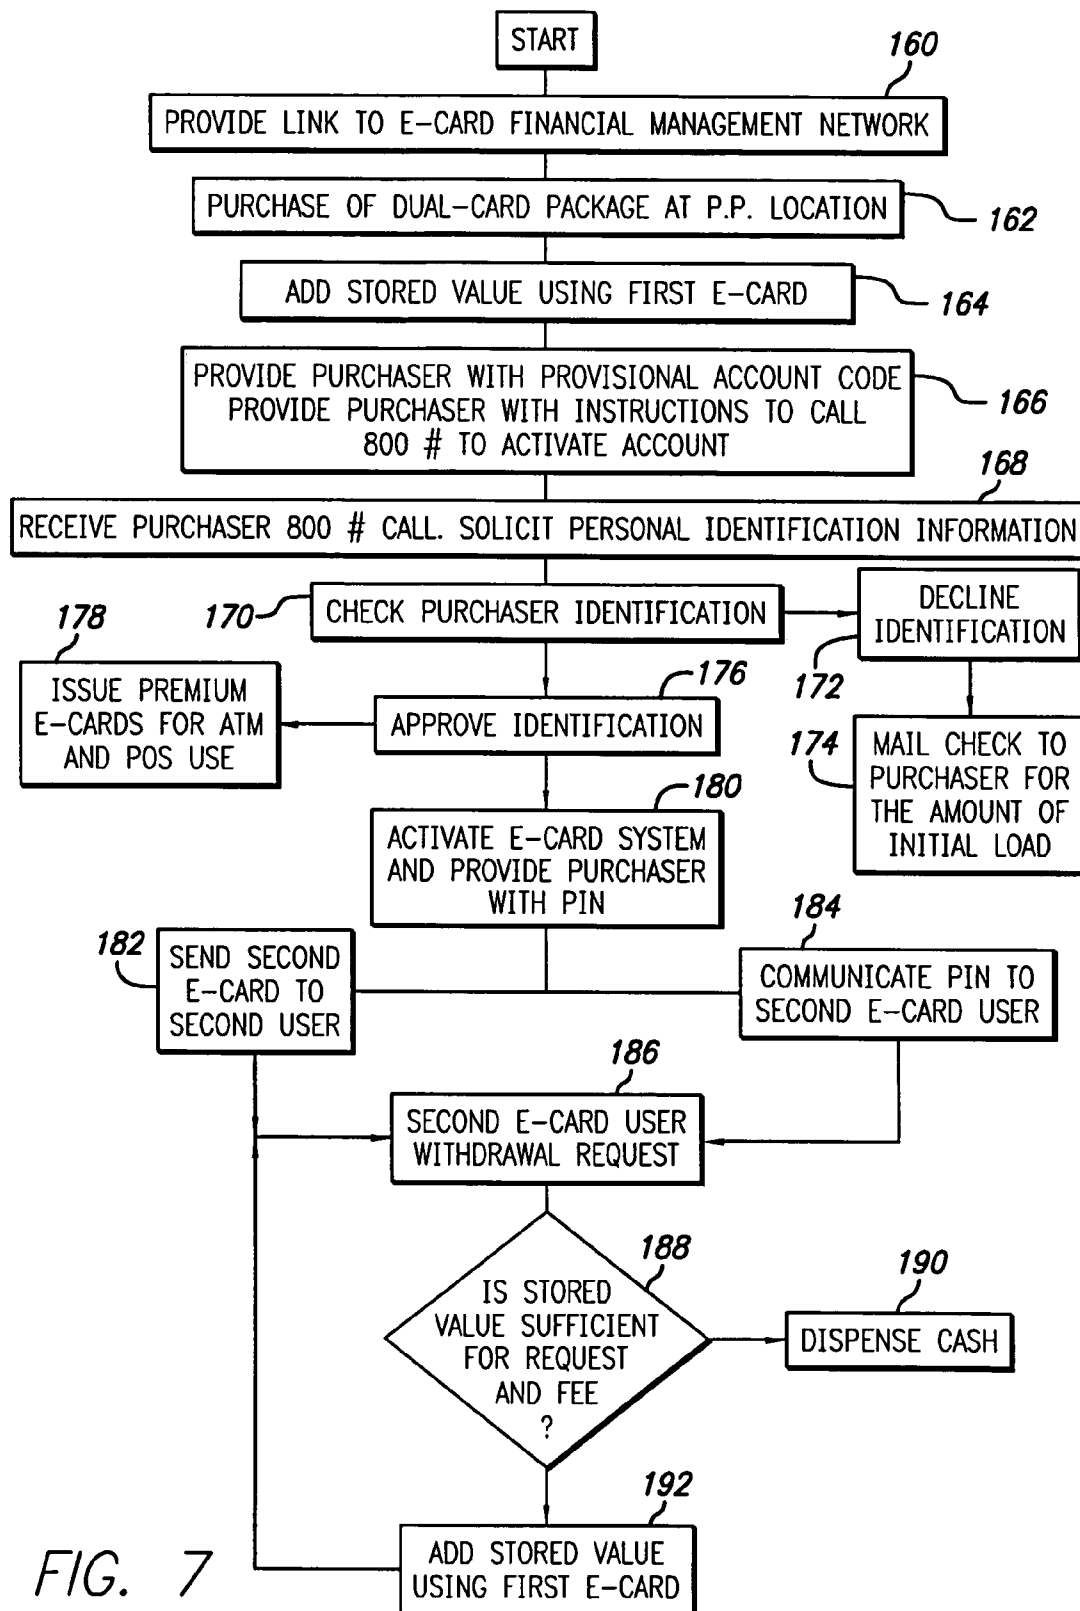 START
160
PROVIDE LINK TO E-CARD FINANCIAL MANAGEMENT NETWORK
PURCHASE OF DUAL-CARD PACKAGE AT P.P. LOCATION
162
ADD STORED VALUE USING FIRST E-CARD
164
PROVIDE PURCHASER WITH PROVISIONAL ACCOUNT CODE
PROVIDE PURCHASER WITH INSTRUCTIONS TO CALL
800 # TO ACTIVATE ACCOUNT
166
168
RECEIVE PURCHASER 800 # CALL. SOLICIT PERSONAL IDENTIFICATION INFORMATION
170
CHECK PURCHASER IDENTIFICATION
DECLINE
IDENTIFICATION
172
178
ISSUE PREMIUM
E-CARDS FOR ATM
AND POS USE
176
APPROVE IDENTIFICATION
174
MAIL CHECK TO
PURCHASER FOR
THE AMOUNT OF
INITIAL LOAD
180
ACTIVATE E-CARD SYSTEM
AND PROVIDE PURCHASER
WITH PIN
182
SEND SECOND
E-CARD TO
SECOND USER
184
COMMUNICATE PIN TO
SECOND E-CARD USER
186
SECOND E-CARD USER
WITHDRAWAL REQUEST
188
IS STORED
VALUE SUFFICIENT
FOR REQUEST
AND FEE
?
190
DISPENSE CASH
192
ADD STORED VALUE
USING FIRST E-CARD
FIG. 7